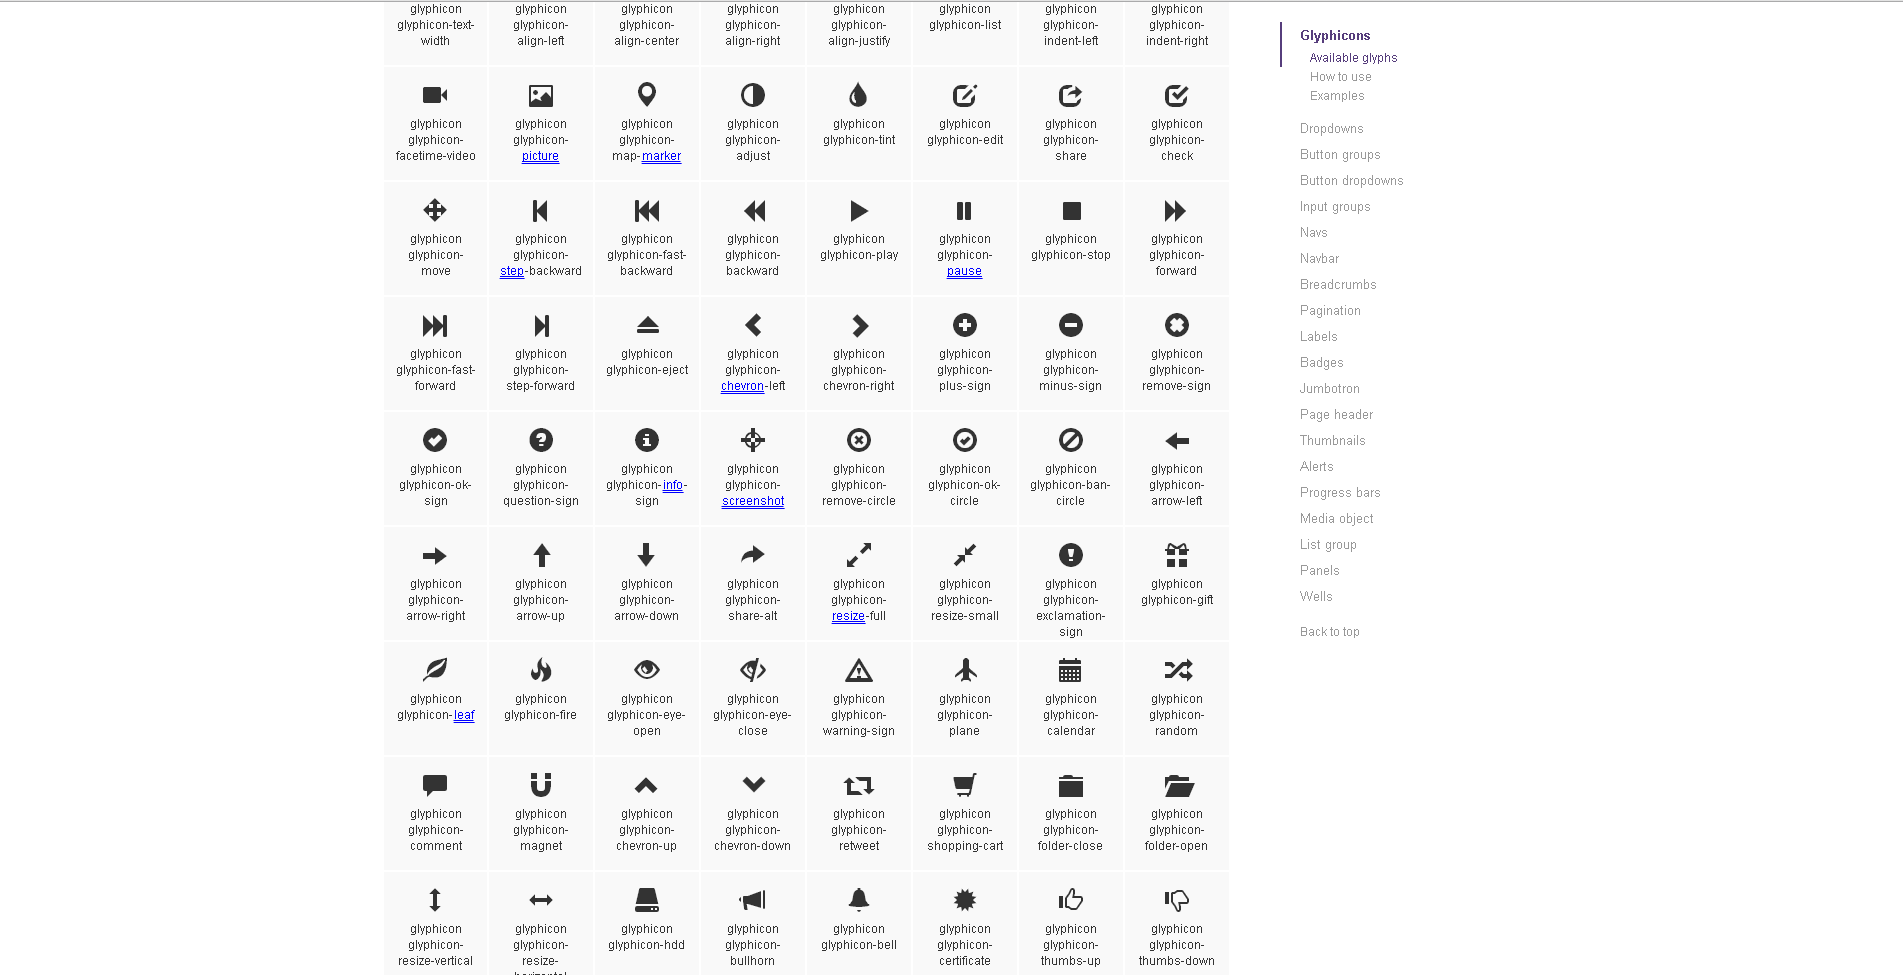 glyphicon glyphicon glyphicon glyphicon glyphicon glyphicon glyphicon glyphicon
glyphicon-text- glyphicon- glyphicon- glyphicon- glyphicon- glyphicon-list glyphicon- glyphicon-
width align-left align-center align-right align-justify indent-left indent-right
glyphicon glyphicon glyphicon glyphicon glyphicon glyphicon glyphicon glyphicon
glyphicon- glyphicon- glyphicon- glyphicon- glyphicon-tint glyphicon-edit glyphicon- glyphicon-
facetime-video picture map-marker adjust share check
glyphicon glyphicon glyphicon glyphicon glyphicon glyphicon glyphicon glyphicon
glyphicon- glyphicon- glyphicon-fast- glyphicon- glyphicon-play glyphicon- glyphicon-stop glyphicon-
move step-backward backward backward pause forward
glyphicon glyphicon glyphicon glyphicon glyphicon glyphicon glyphicon glyphicon
glyphicon-fast- glyphicon- glyphicon-eject glyphicon- glyphicon- glyphicon- glyphicon- glyphicon-
forward step-forward chevron-left chevron-right plus-sign minus-sign remove-sign
glyphicon glyphicon glyphicon glyphicon glyphicon glyphicon glyphicon glyphicon
glyphicon-ok- glyphicon- glyphicon-info- glyphicon- glyphicon- glyphicon-ok- glyphicon-ban- glyphicon-
sign question-sign sign screenshot remove-circle circle circle arrow-left
glyphicon glyphicon glyphicon glyphicon glyphicon glyphicon glyphicon glyphicon
glyphicon- glyphicon- glyphicon- glyphicon- glyphicon- glyphicon- glyphicon- glyphicon-gift
arrow-right arrow-up arrow-down share-alt resize-full resize-small exclamation-
sign
glyphicon glyphicon glyphicon glyphicon glyphicon glyphicon glyphicon glyphicon
glyphicon-leaf glyphicon-fire glyphicon-eye- glyphicon-eye- glyphicon- glyphicon- glyphicon- glyphicon-
open close warning-sign plane calendar random
glyphicon glyphicon glyphicon glyphicon glyphicon glyphicon glyphicon glyphicon
glyphicon- glyphicon- glyphicon- glyphicon- glyphicon- glyphicon- glyphicon- glyphicon-
comment magnet chevron-up chevron-down retweet shopping-cart folder-close folder-open
glyphicon glyphicon glyphicon glyphicon glyphicon glyphicon glyphicon glyphicon
glyphicon- glyphicon- glyphicon-hdd glyphicon- glyphicon-bell glyphicon- glyphicon- glyphicon-
resize-vertical resize- bullhorn certificate thumbs-up thumbs-down
Glyphicons
Available glyphs
How to use
Examples
Dropdowns
Button groups
Button dropdowns
Input groups
Navs
Navbar
Breadcrumbs
Pagination
Labels
Badges
Jumbotron
Page header
Thumbnails
Alerts
Progress bars
Media object
List group
Panels
Wells
Back to top